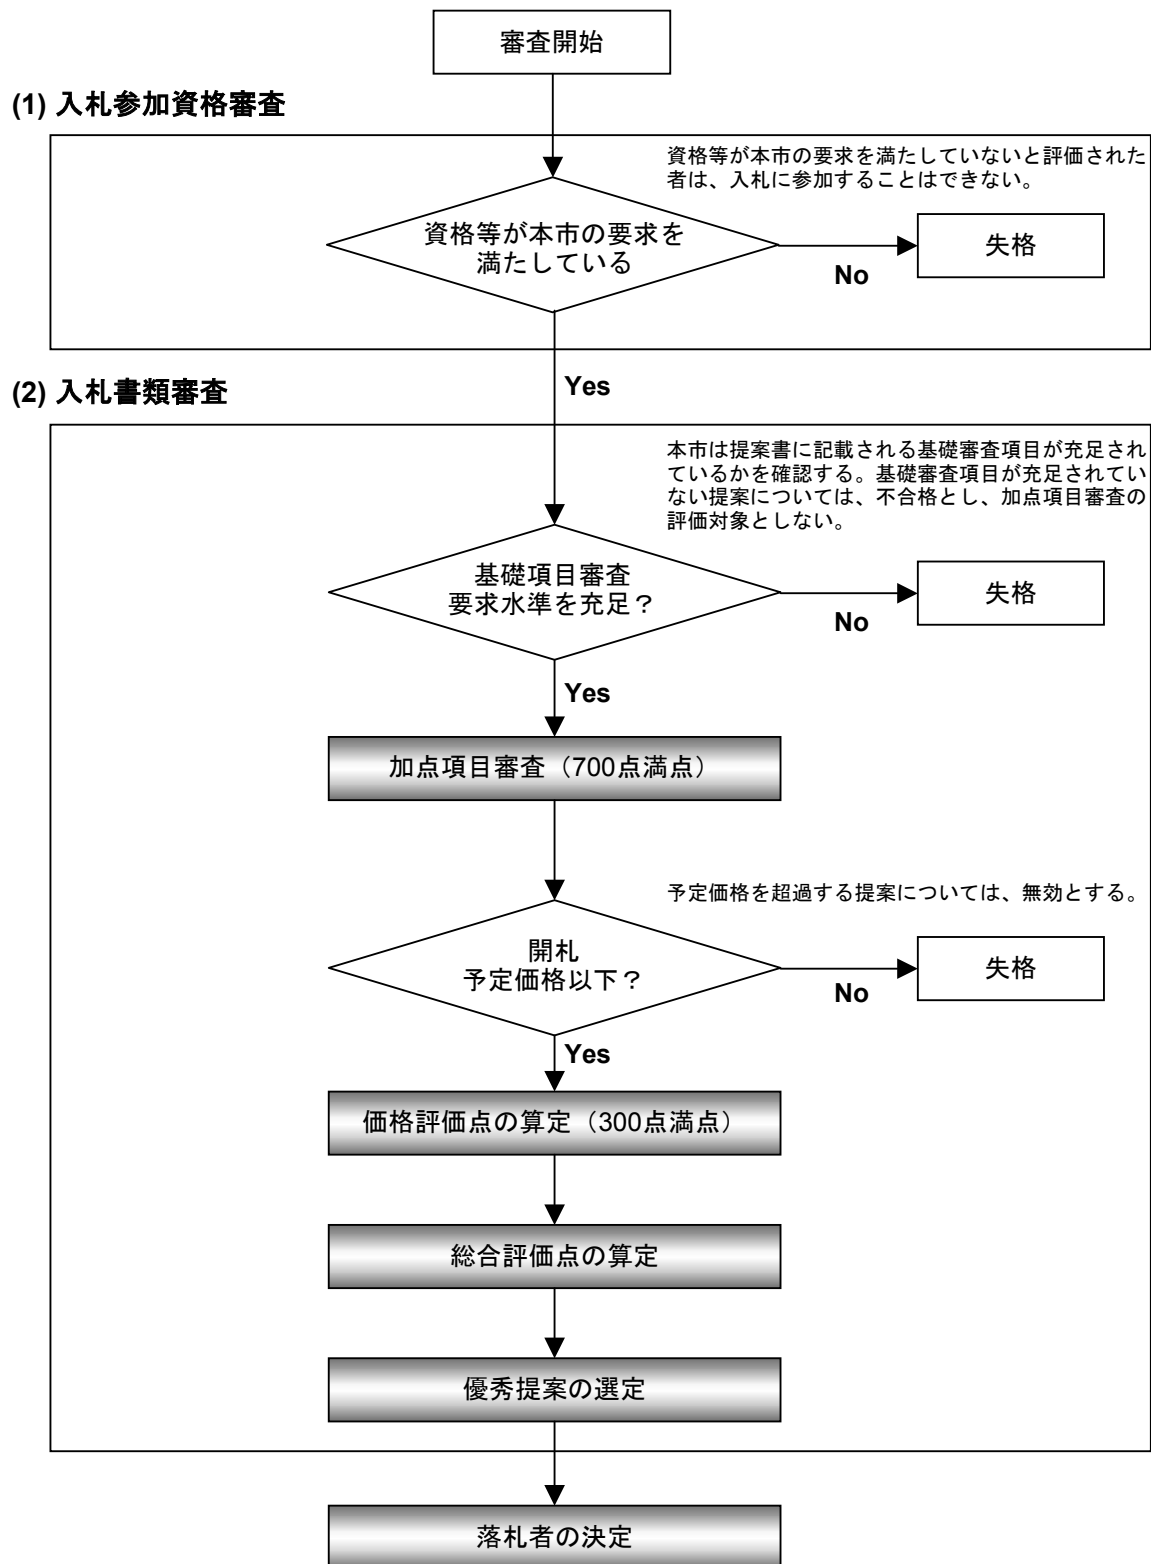 審査開始
(1) 入札参加資格審査
資格等が本市の要求を満たしていないと評価された
者は、入札に参加することはできない。
資格等が本市の要求を
満たしている
失格
No
Yes
(2) 入札書類審査
本市は提案書に記載される基礎審査項目が充足され
ているかを確認する。基礎審査項目が充足されてい
ない提案については、不合格とし、加点項目審査の
評価対象としない。
基礎項目審査
要求水準を充足？
失格
No
Yes
加点項目審査（700点満点）
予定価格を超過する提案については、無効とする。
開札
予定価格以下？
失格
No
Yes
価格評価点の算定（300点満点）
総合評価点の算定
優秀提案の選定
落札者の決定